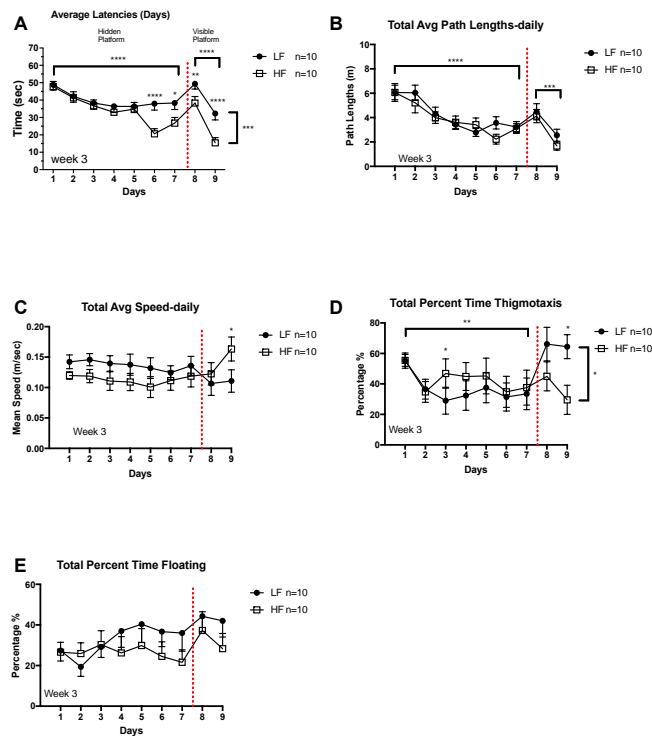 A
Average Latencies (Days)
Hidden
Platform
Visible
Platform
****
****
**
****
*
****
***
LF n=10
HF n=10
Time (sec)
70
60
50
40
30
20
10
0
week 3
1 2 3 4 5 6 7 8 9
Days
B
Total Avg Path Lengths-daily
****
***
LF n=10
HF n=10
Path Lengths (m)
10
8
6
4
2
0
Week 3
1 2 3 4 5 6 7 8 9
Days
C
Total Avg Speed-daily
*
LF n=10
HF n=10
Mean Speed (m/sec)
0.20
0.15
0.10
0.05
0.00
Week 3
1 2 3 4 5 6 7 8 9
Days
D
Total Percent Time Thigmotaxis
**
*
*
*
LF n=10
HF n=10
Percentage %
80
60
40
20
0
Week 3
1 2 3 4 5 6 7 8 9
Days
E
Total Percent Time Floating
LF n=10
HF n=10
Percentage %
60
40
20
0
Week 3
1 2 3 4 5 6 7 8 9
Days